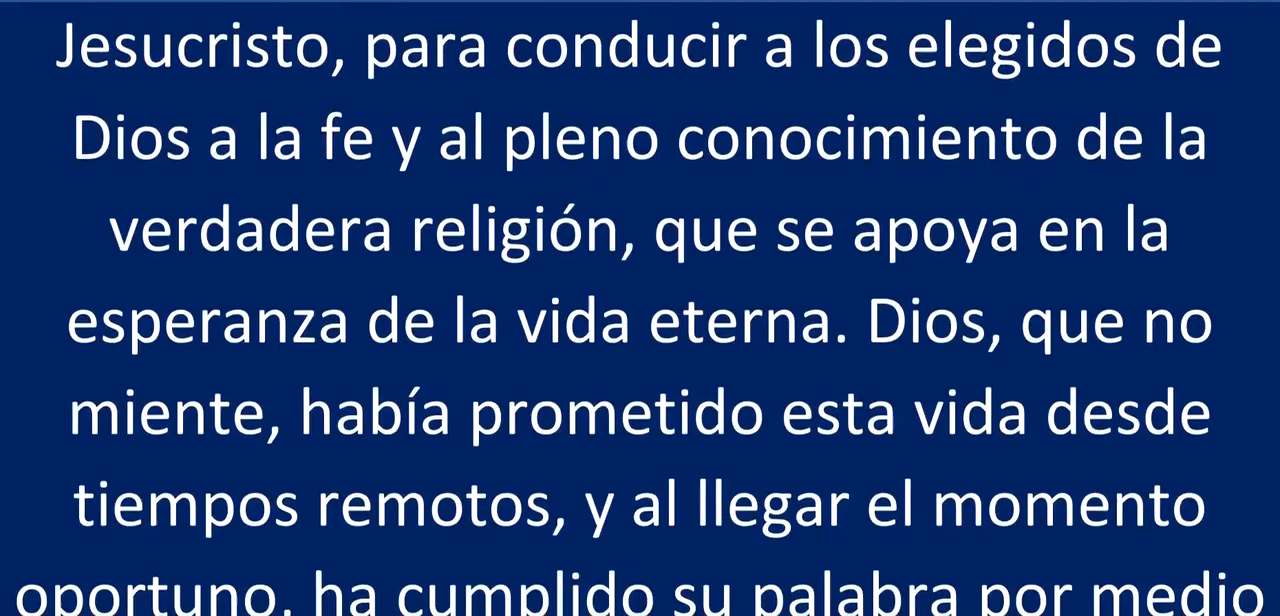 Jesucristo, para conducir a los elegidos de
Dios a la fe y al pleno conocimiento de la
verdadera religión, que se apoya en la
esperanza de la vida eterna. Dios, que no
miente, había prometido esta vida desde
tiempos remotos, y al llegar el momento
oportuno, ha cumplido su palabra por medio